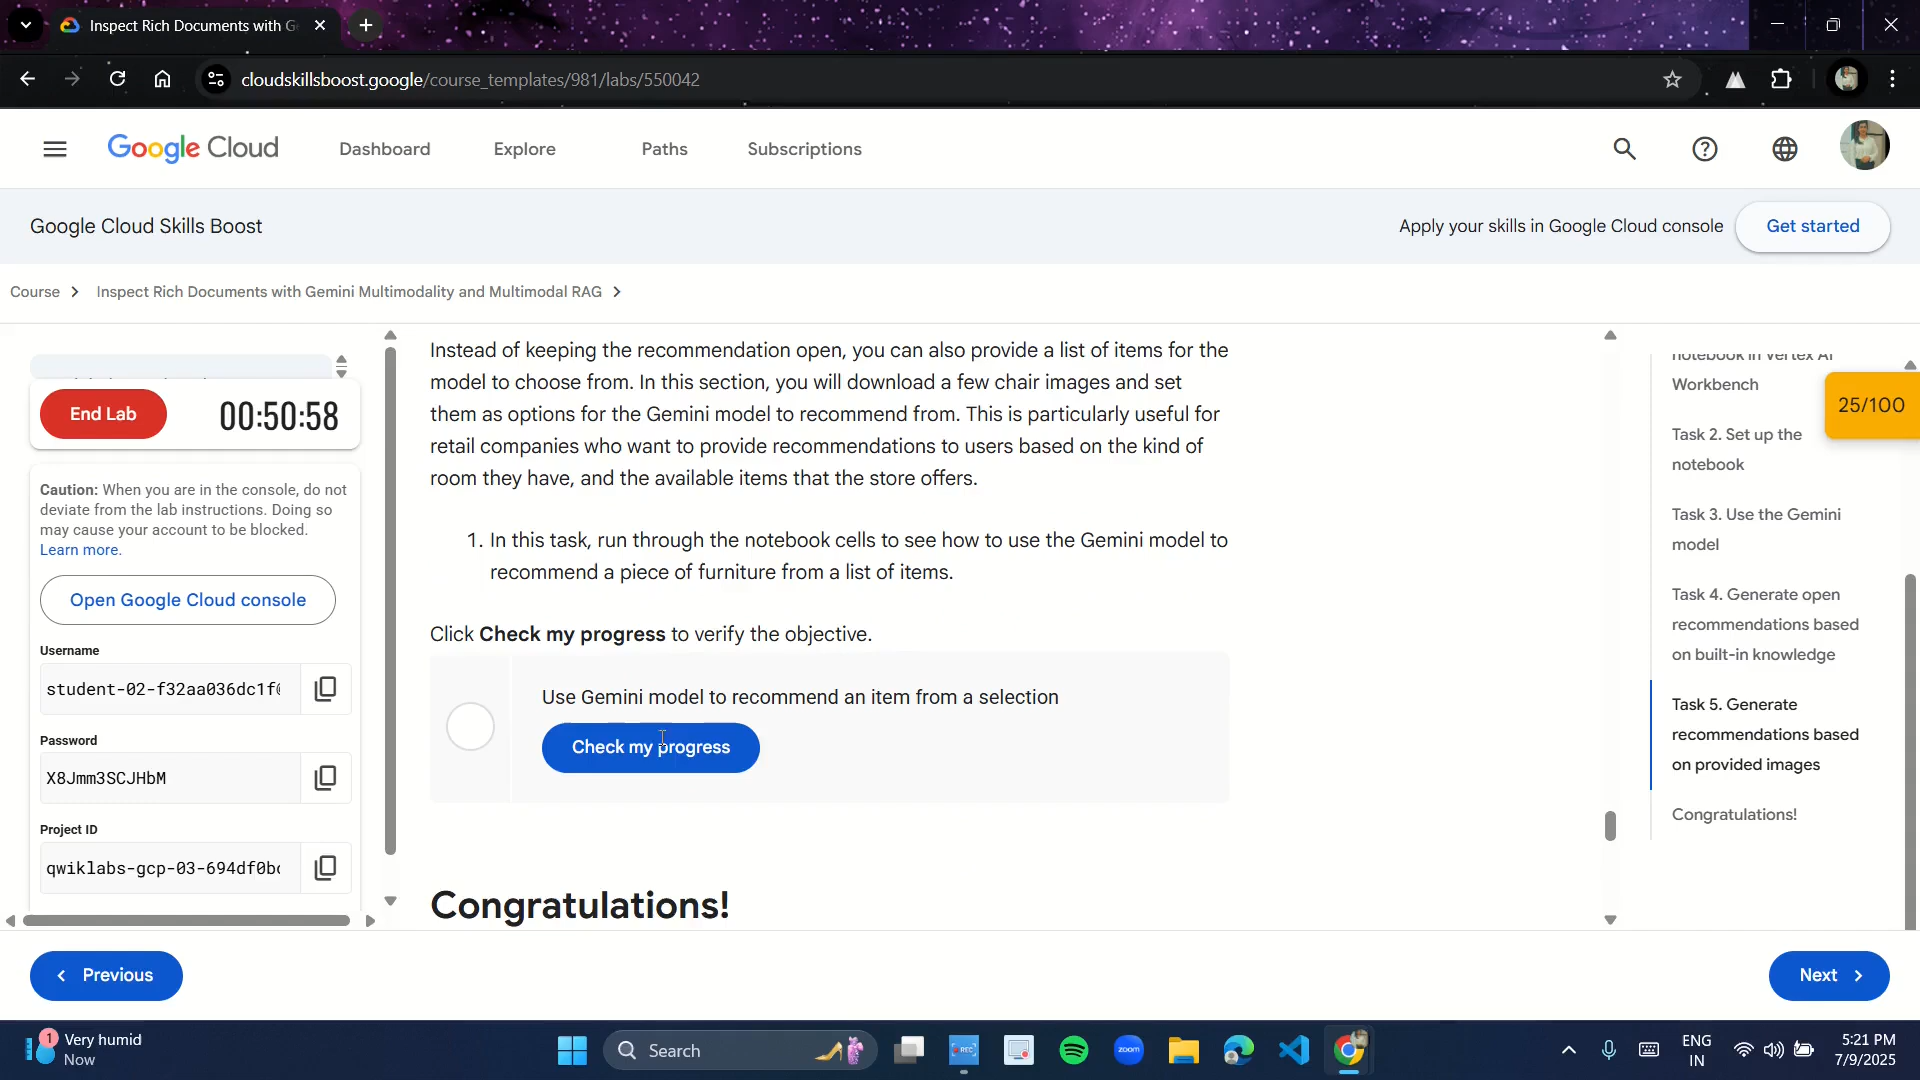 Inspect Rich Documents with G
cloudskillsboost.google/course_templates/981/labs/550042
Google Cloud
Dashboard
Explore
Paths
Subscriptions
Google Cloud Skills Boost
Apply your skills in Google Cloud console
Get started
Course
Inspect Rich Documents with Gemini Multimodality and Multimodal RAG
End Lab
00:50:58
Caution: When you are in the console, do not
deviate from the lab instructions. Doing so
may cause your account to be blocked.
Learn more.
Open Google Cloud console
Username
student-02-f32aa036dc1f
Password
X8Jmm3SCJHbM
Project ID
qwiklabs-gcp-03-694df0b
Instead of keeping the recommendation open, you can also provide a list of items for the
model to choose from. In this section, you will download a few chair images and set
them as options for the Gemini model to recommend from. This is particularly useful for
retail companies who want to provide recommendations to users based on the kind of
room they have, and the available items that the store offers.
1. In this task, run through the notebook cells to see how to use the Gemini model to
recommend a piece of furniture from a list of items.
Click Check my progress to verify the objective.
Use Gemini model to recommend an item from a selection
Check my progress
Congratulations!
notebook in Vertex AI
Workbench
25/100
Task 2. Set up the
notebook
Task 3. Use the Gemini
model
Task 4. Generate open
recommendations based
on built-in knowledge
Task 5. Generate
recommendations based
on provided images
Congratulations!
Previous
Next
1
Very humid
Now
Search
REC
zoom
ENG
IN
5:21 PM
7/9/2025